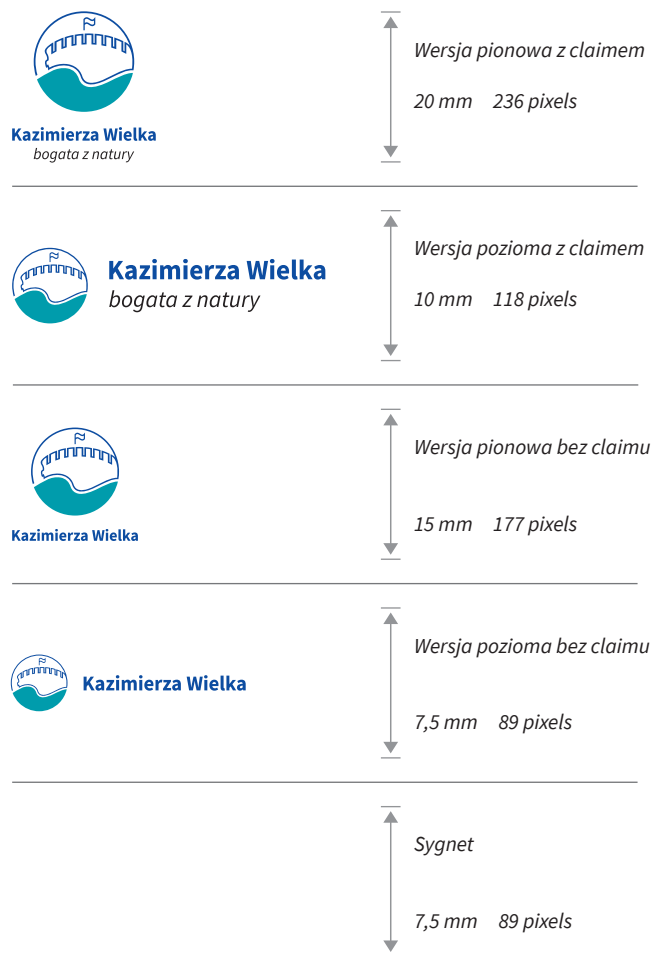 Kazimierza Wielka
bogata z natury
Wersja pionowa z claimem
20 mm 236 pixels
Kazimierza Wielka
bogata z natury
Wersja pozioma z claimem
10 mm 118 pixels
Kazimierza Wielka
Wersja pionowa bez claimu
15 mm 177 pixels
Kazimierza Wielka
Wersja pozioma bez claimu
7,5 mm 89 pixels
Sygnet
7,5 mm 89 pixels